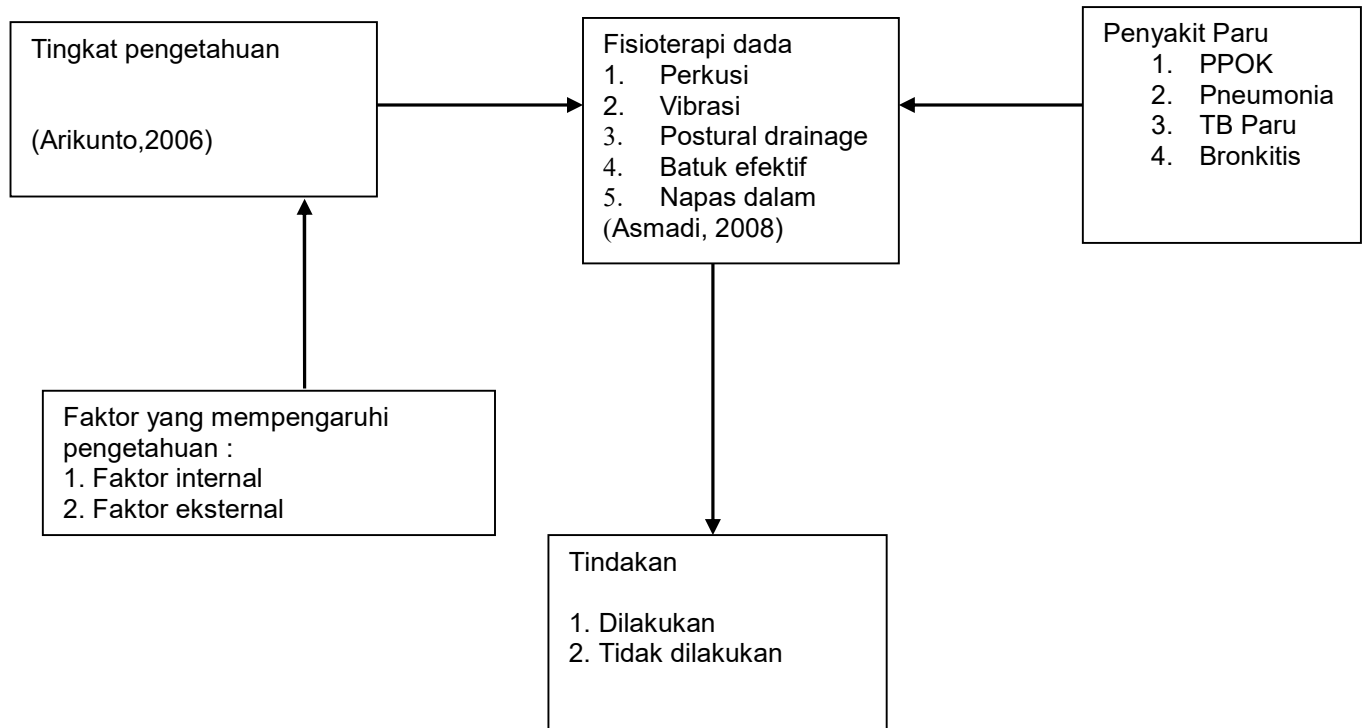 Tingkat pengetahuan
(Arikunto,2006)
Fisioterapi dada
1. Perkusi
2. Vibrasi
3. Postural drainage
4. Batuk efektif
5. Napas dalam
(Asmadi, 2008)
Penyakit Paru
1. PPOK
2. Pneumonia
3. TB Paru
4. Bronkitis
Faktor yang mempengaruhi
pengetahuan :
1. Faktor internal
2. Faktor eksternal
Tindakan
1. Dilakukan
2. Tidak dilakukan